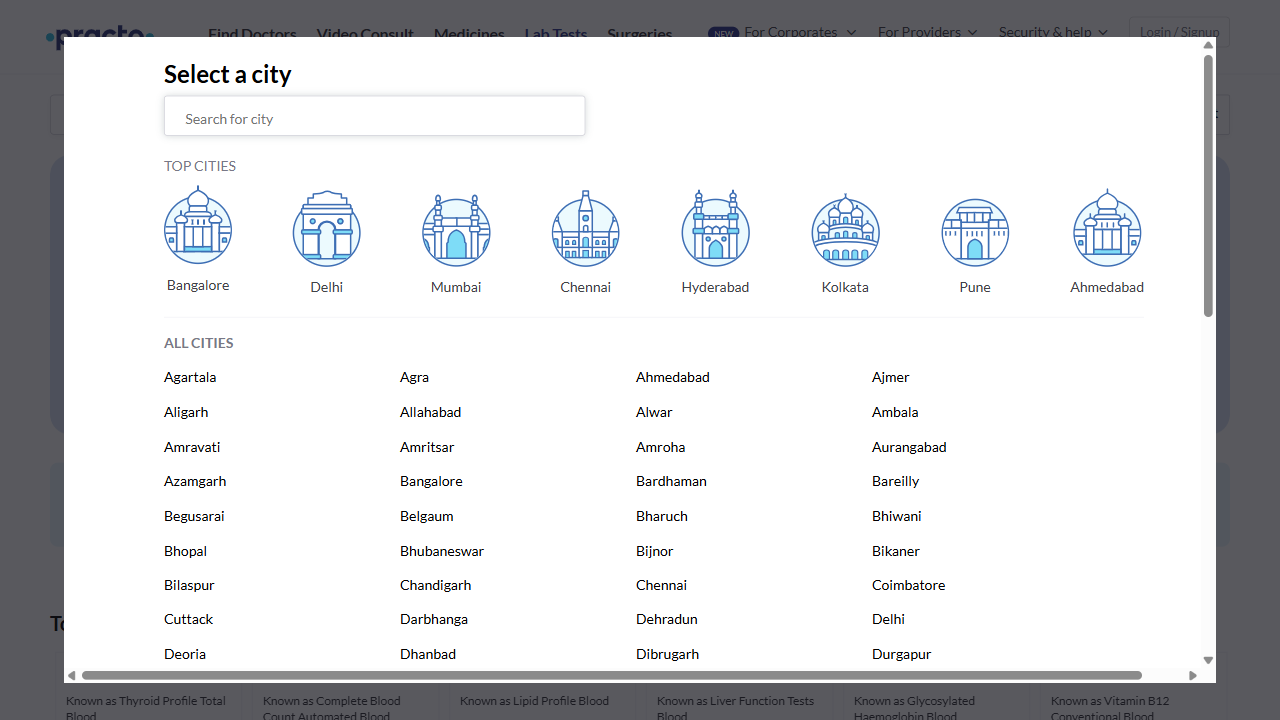 practo
Find Doctors Video Consult Medicines Lab Tests Surgeries NEW For Corporates For Providers Security & help Login / Signup
Select a city
Search for city
TOP CITIES
Bangalore Delhi Mumbai Chennai Hyderabad Kolkata Pune Ahmedabad
ALL CITIES
Agartala Agra Ahmedabad Ajmer
Aligarh Allahabad Alwar Ambala
Amravati Amritsar Amroha Aurangabad
Azamgarh Bangalore Bardhaman Bareilly
Begusarai Belgaum Bharuch Bhiwani
Bhopal Bhubaneswar Bijnor Bikaner
Bilaspur Chandigarh Chennai Coimbatore
Cuttack Darbhanga Dehradun Delhi
Deoria Dhanbad Dibrugarh Durgapur
Known as Thyroid Profile Total Known as Complete Blood Known as Lipid Profile Blood Known as Liver Function Tests Known as Glycosylated Known as Vitamin B12
Blood Count Automated Blood Blood Haemoglobin Blood Conventional Blood